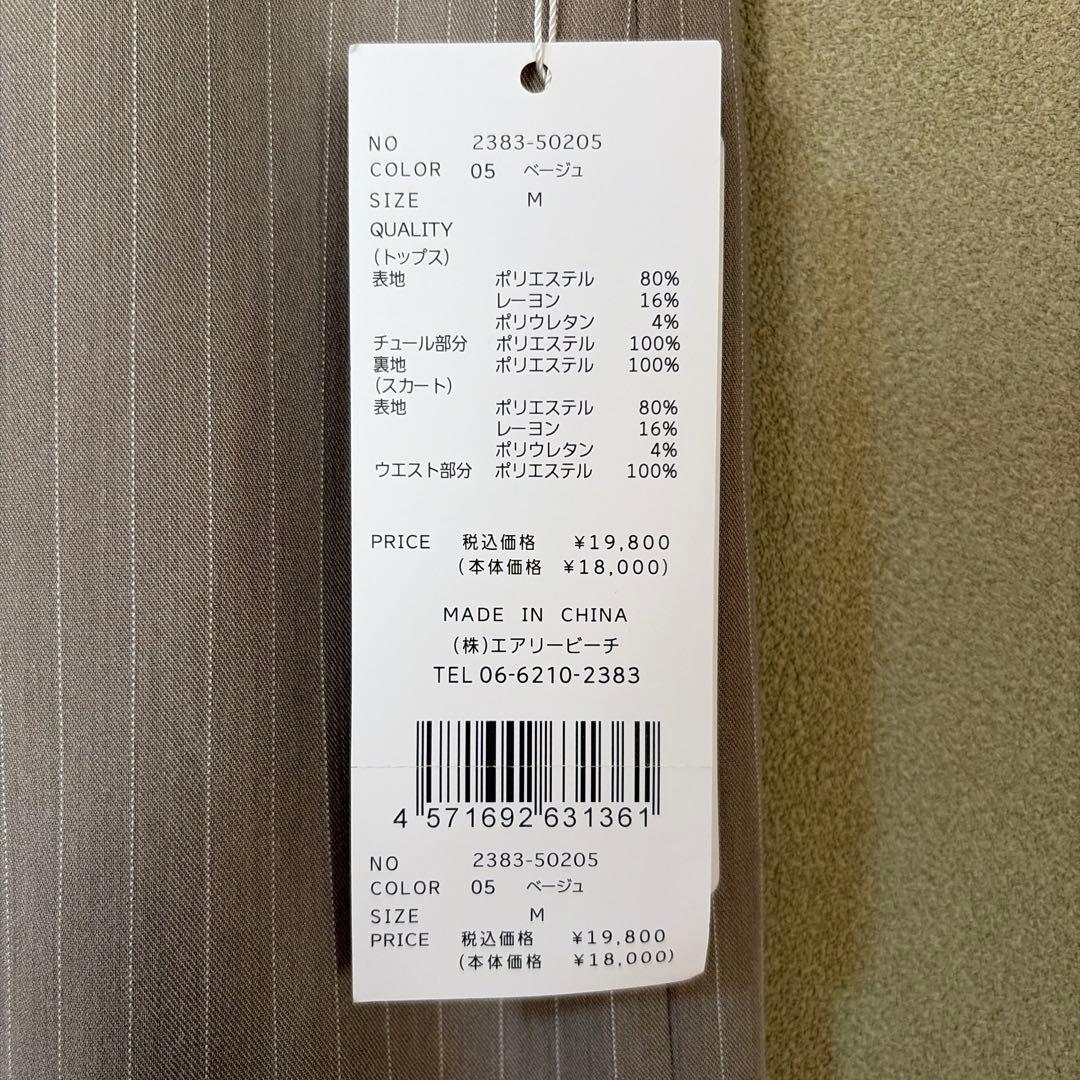 NO 2383-50205
COLOR 05 ベージュ
SIZE M
QUALITY
(トップス)
表地 ポリエステル 80%
レーヨン 16%
ポリウレタン 4%
チュール部分 ポリエステル 100%
裏地 ポリエステル 100%
(スカート)
表地 ポリエステル 80%
レーヨン 16%
ポリウレタン 4%
ウエスト部分 ポリエステル 100%
PRICE 税込価格 ¥19,800
(本体価格 ¥18,000)
MADE IN CHINA
(株)エアリービーチ
TEL 06-6210-2383
4 571692 631361
NO 2383-50205
COLOR 05 ベージュ
SIZE M
PRICE 税込価格 ¥19,800
(本体価格 ¥18,000)